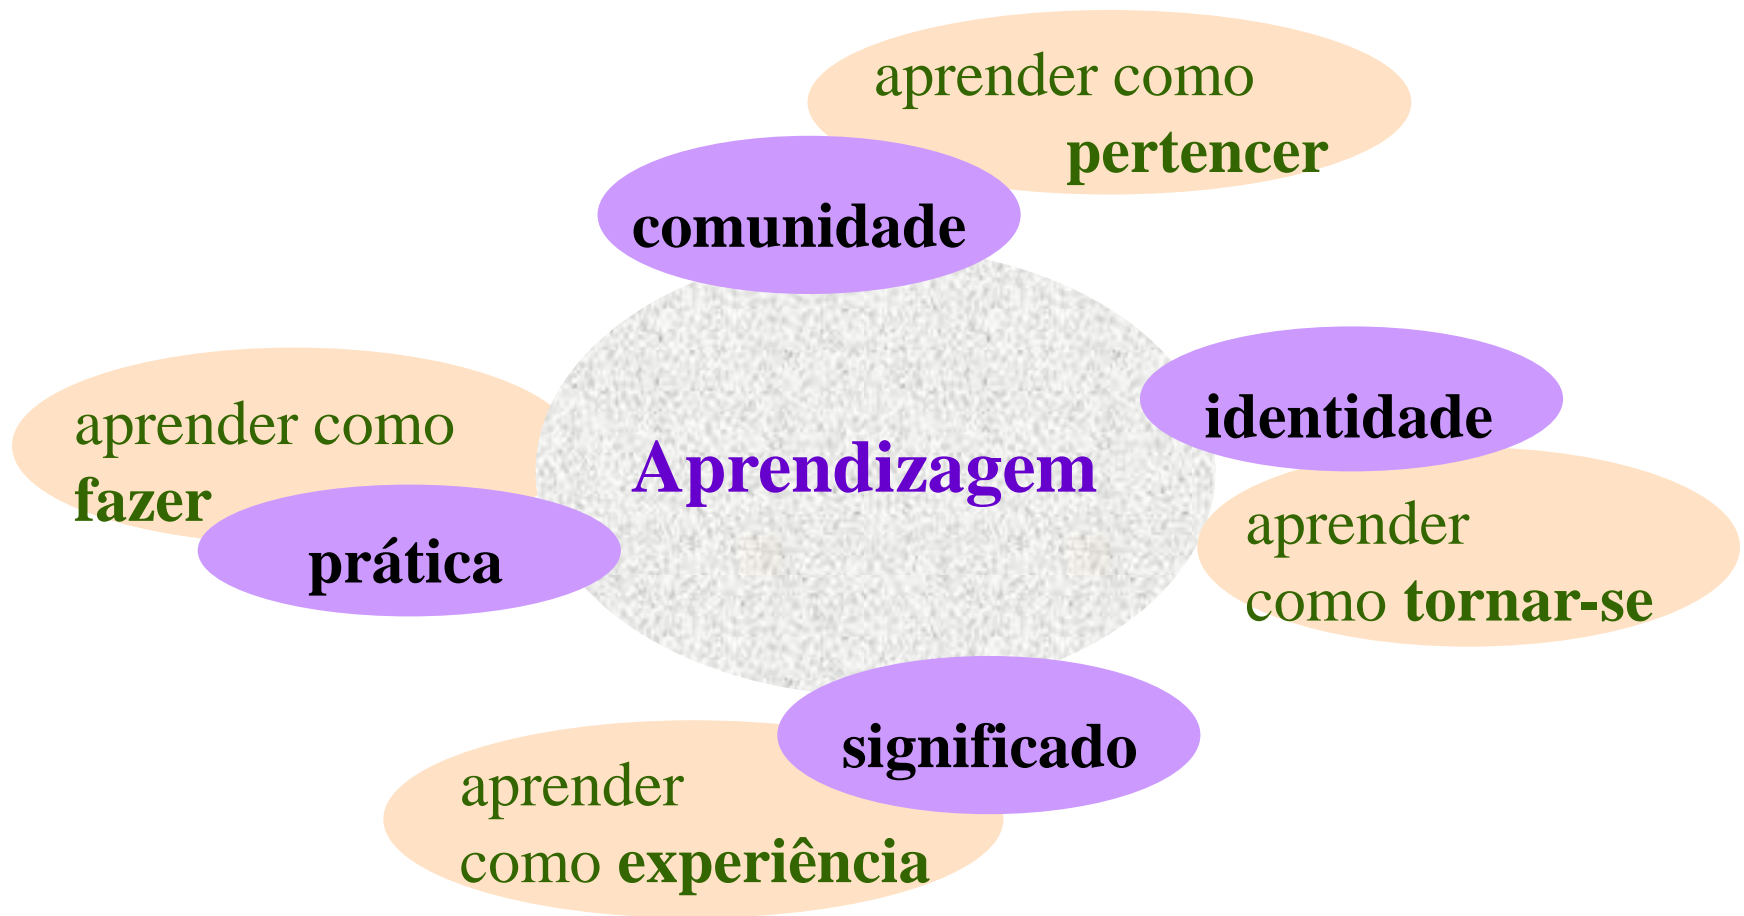 aprender como
pertencer
comunidade
identidade
aprender como
fazer
Aprendizagem
aprender
como tornar-se
prática
significado
aprender
como experiência